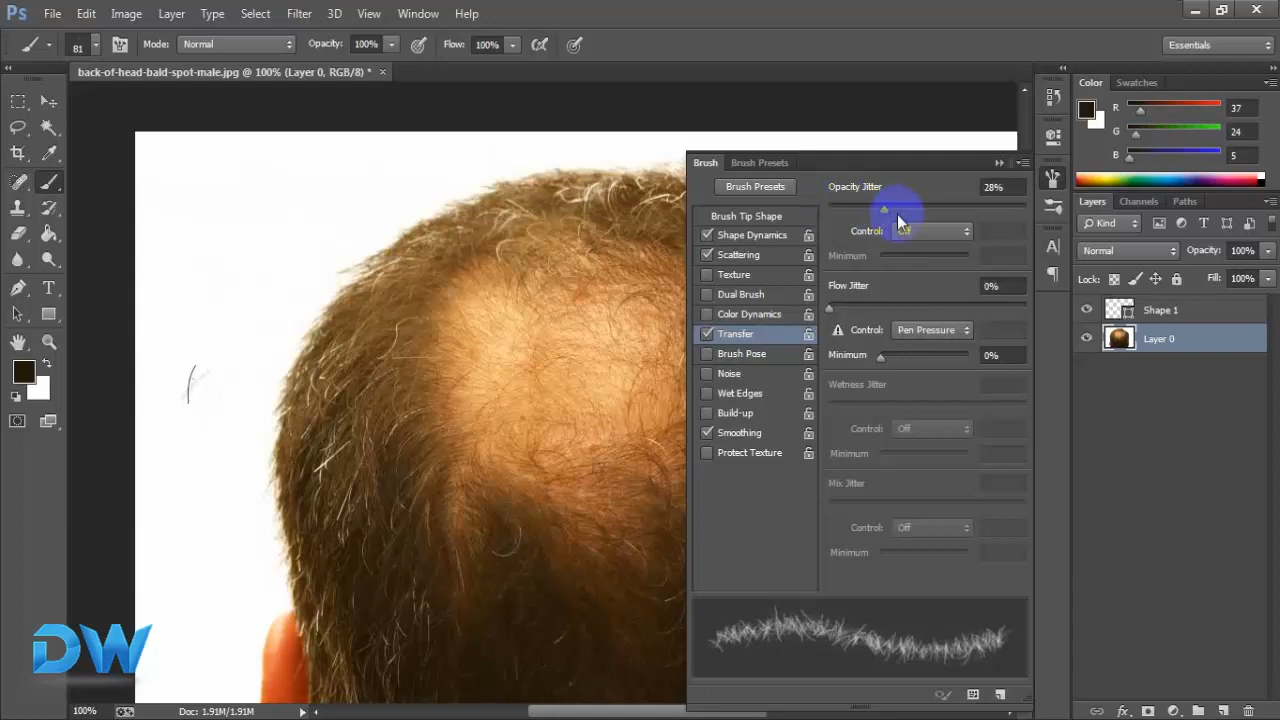 Ps File Edit Image Layer Type Select Filter 3D View Window Help
81 Mode: Normal Opacity: 100% Flow: 100% Essentials
back-of-head-bald-spot-male.jpg @ 100% (Layer 0, RGB/8) *
Color Swatches
R 37
G 24
B 5
Brush Brush Presets
Brush Presets
Brush Tip Shape
Shape Dynamics
Scattering
Texture
Dual Brush
Color Dynamics
Transfer
Brush Pose
Noise
Wet Edges
Build-up
Smoothing
Protect Texture
Opacity Jitter 28%
Control: Off
Minimum
Flow Jitter 0%
Control: Pen Pressure
Minimum 0%
Wetness Jitter
Control: Off
Minimum
Mix Jitter
Control: Off
Minimum
Layers Channels Paths
Kind
Normal Opacity: 100%
Lock: Fill: 100%
Shape 1
Layer 0
DW
100% Doc: 1.91M/1.91M